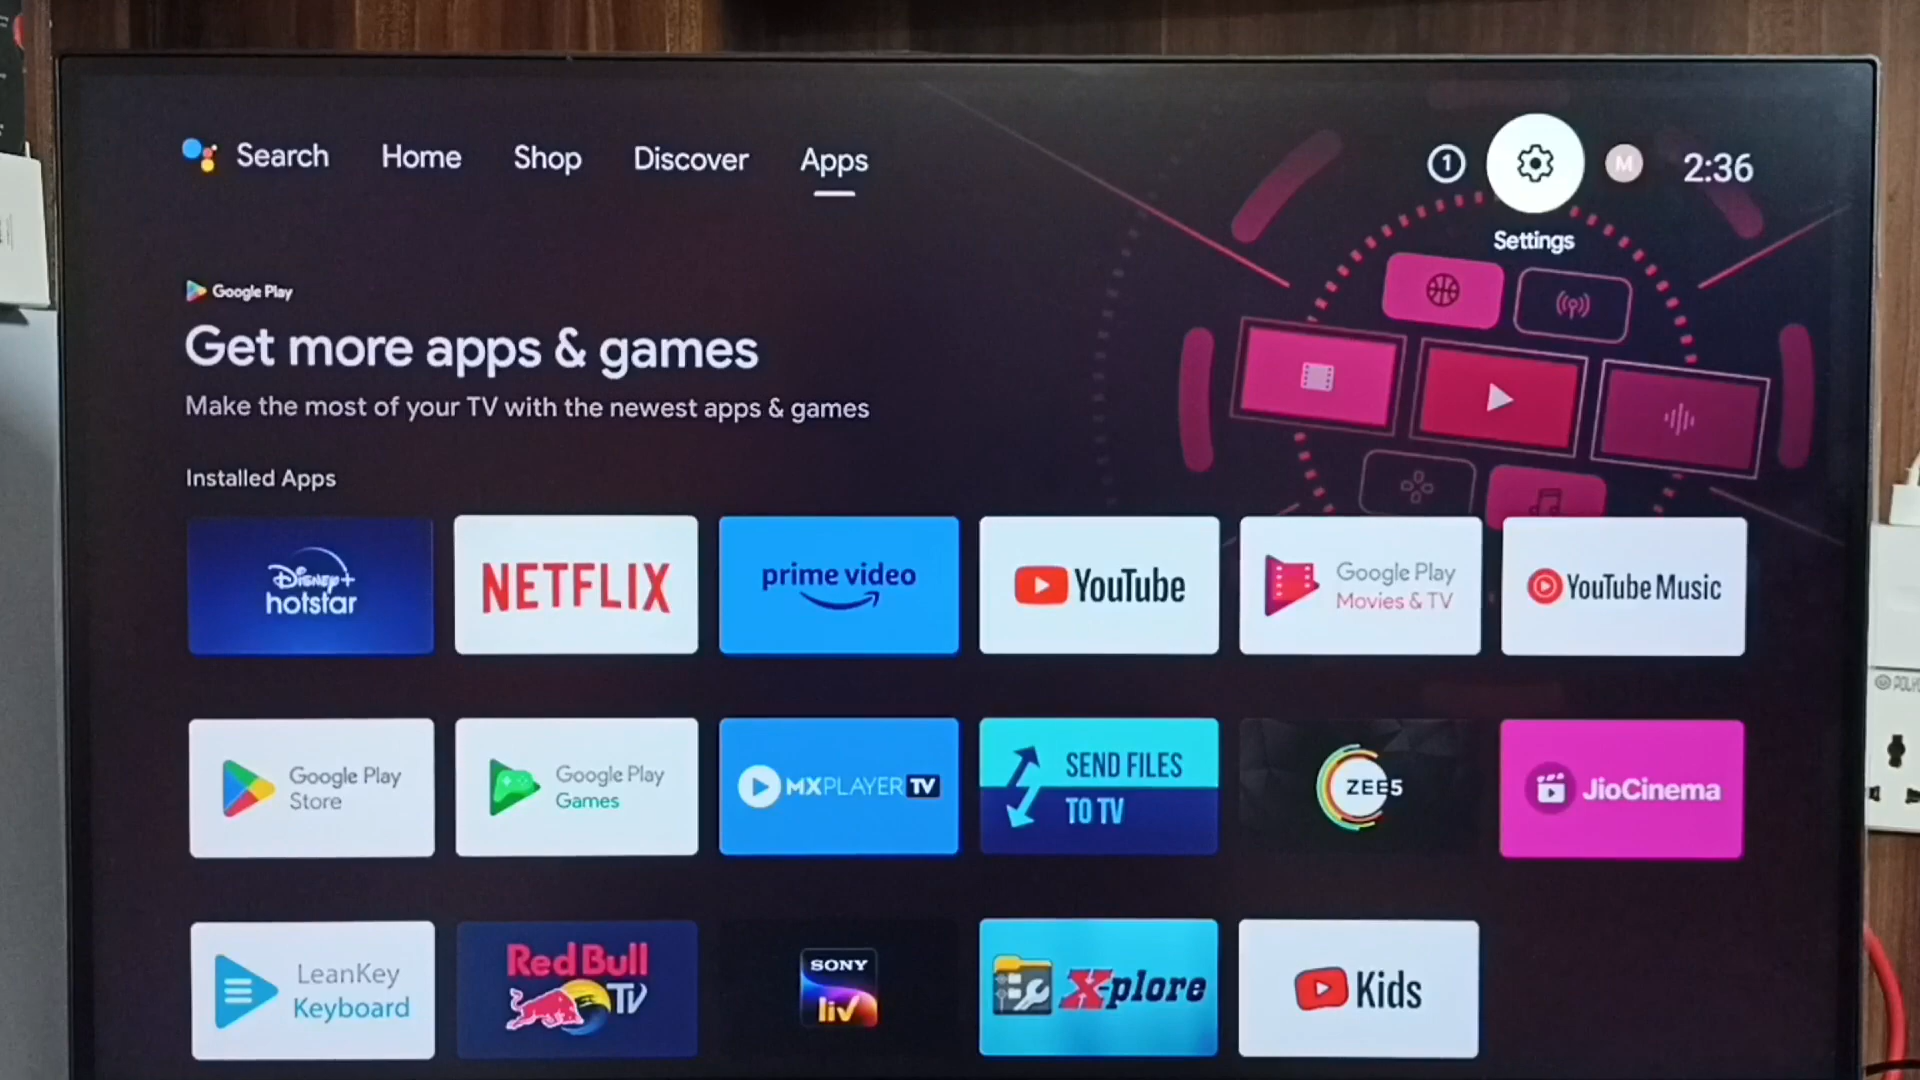 Search Home Shop Discover Apps
1 M 2:36
Settings
Google Play
Get more apps & games
Make the most of your TV with the newest apps & games
Installed Apps
Disney+
hotstar
NETFLIX
prime video
YouTube
Google Play
Movies & TV
YouTube Music
Google Play
Store
Google Play
Games
MXPLAYER TV
SEND FILES
TO TV
ZEE5
JioCinema
LeanKey
Keyboard
Red Bull
TV
SONY
liv
X-plore
Kids